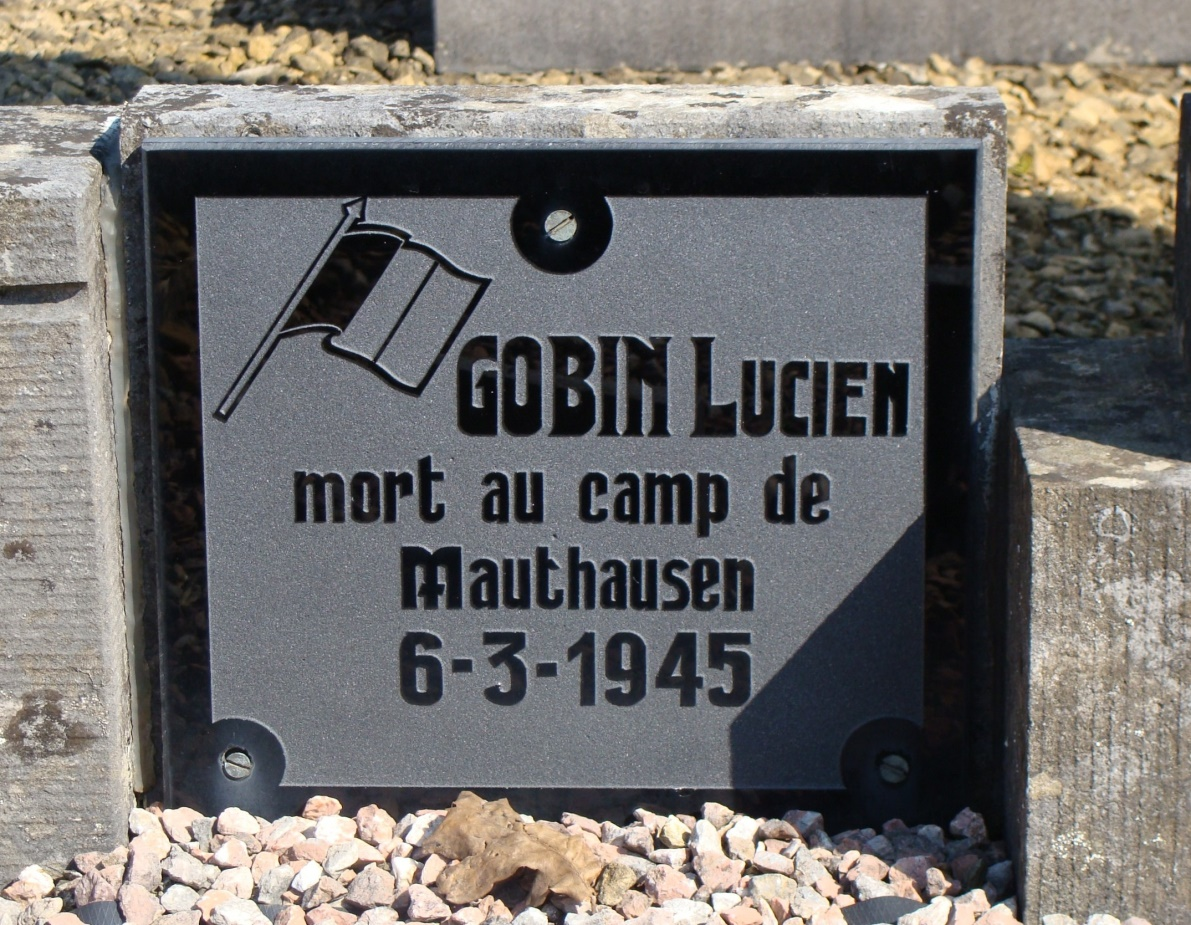 GOBIN LUCIEN
mort au camp de
Mauthausen
6-3-1945